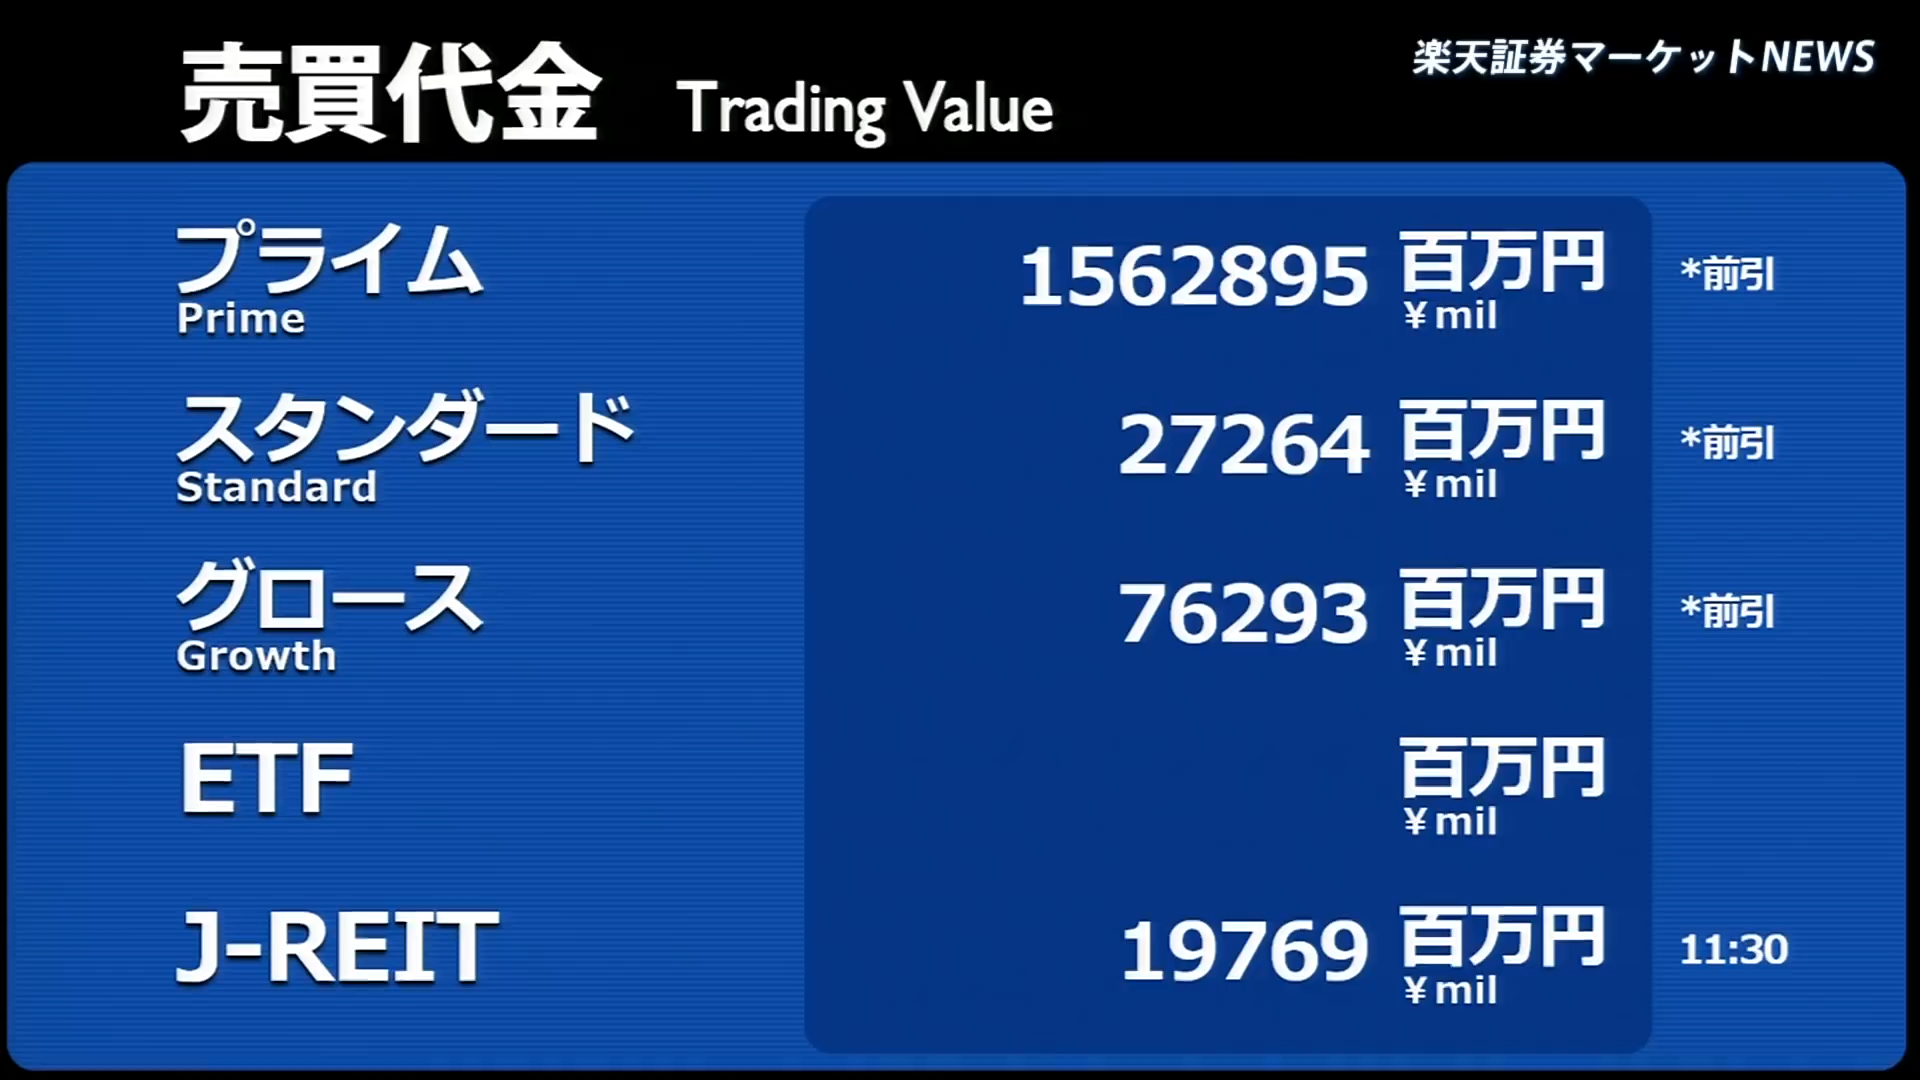 売買代金 Trading Value
楽天証券マーケットNEWS
プライム 1562895 百万円 *前引
Prime ¥mil
スタンダード 27264 百万円 *前引
Standard ¥mil
グロース 76293 百万円 *前引
Growth ¥mil
ETF 百万円
¥mil
J-REIT 19769 百万円 11:30
¥mil